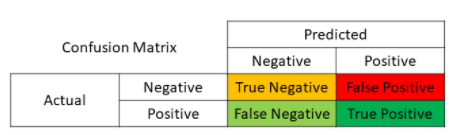 Confusion Matrix
Predicted
Negative Positive
Actual
Negative True Negative False Positive
Positive False Negative True Positive